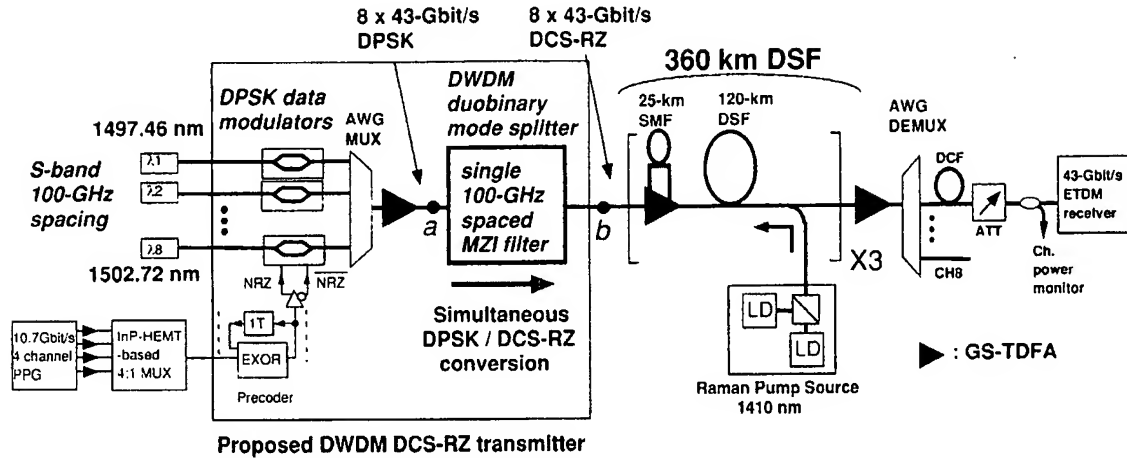 8 x 43-Gbit/s
DPSK
8 x 43-Gbit/s
DCS-RZ
360 km DSF
DPSK data
modulators
AWG
MUX
DWDM
duobinary
mode splitter
25-km
SMF
120-km
DSF
AWG
DEMUX
1497.46 nm
S-band
100-GHz
spacing
λ1
λ2
λ8
1502.72 nm
single
100-GHz
spaced
MZI filter
a
b
DCF
43-Gbit/s
ETDM
recelver
ATT
X3
CH8
Ch.
power
monitor
NRZ
NRZ
1T
EXOR
Precoder
Simultaneous
DPSK / DCS-RZ
conversion
LD
LD
Raman Pump Source
1410 nm
: GS-TDFA
10.7Gbit/s
4 channel
PPG
InP-HEMT
-based
4:1 MUX
Proposed DWDM DCS-RZ transmitter